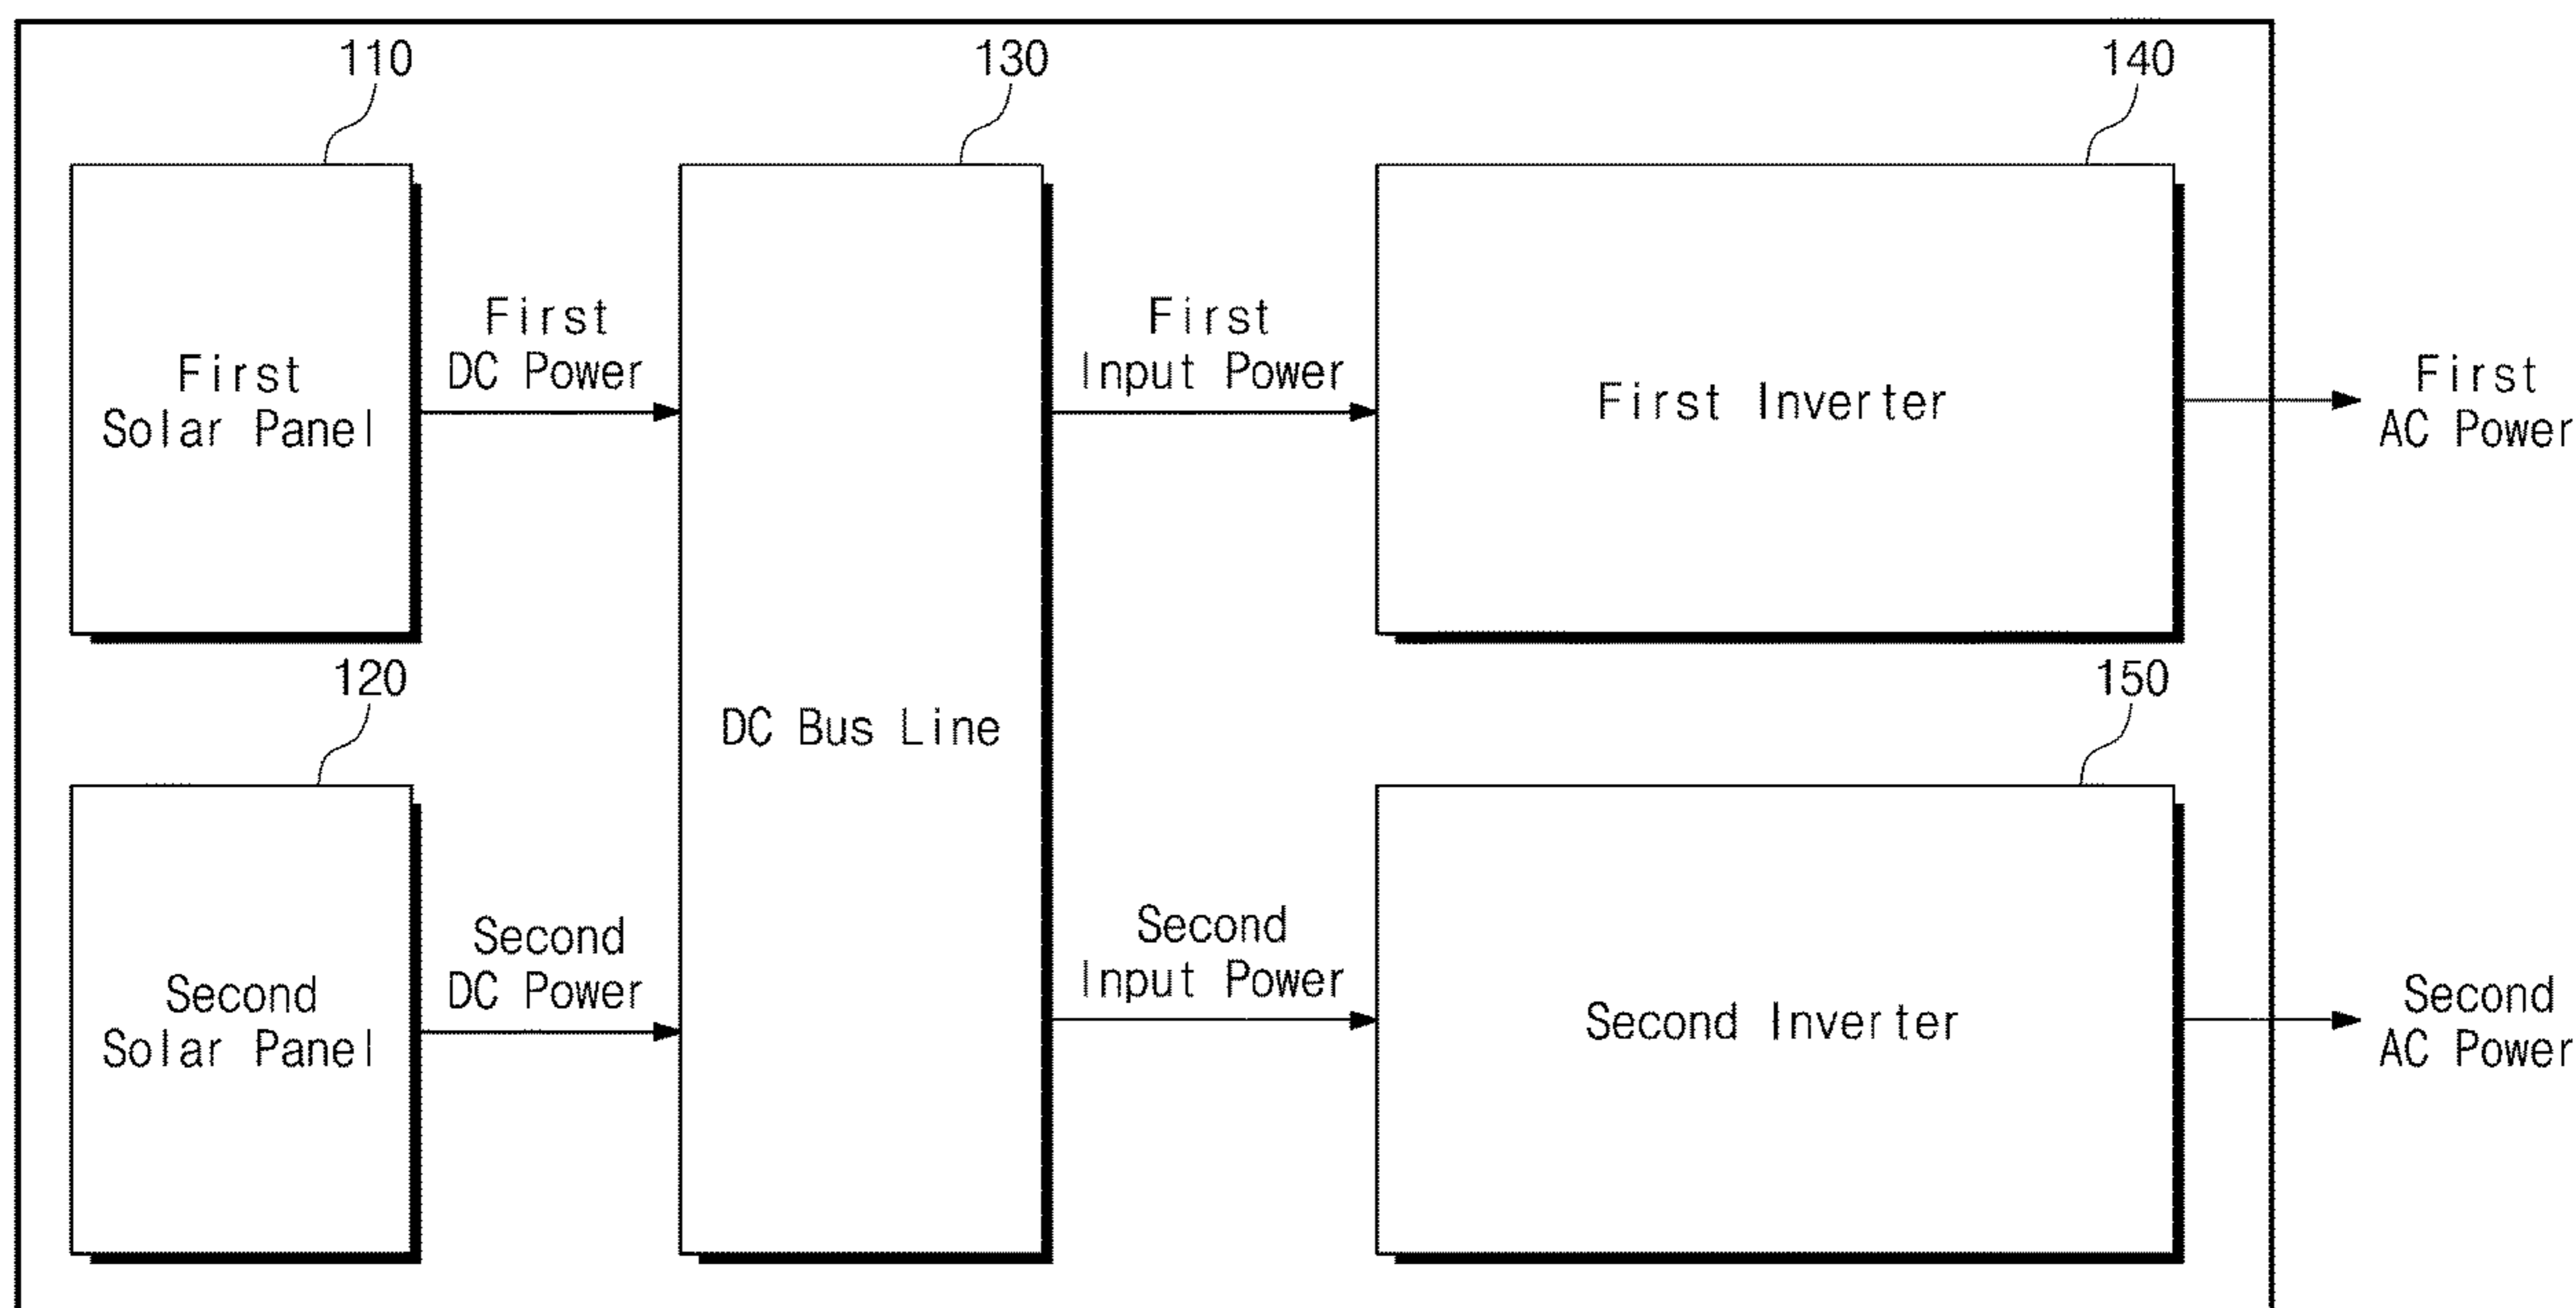 110
130
140
First
Solar Panel
First
DC Power
First
Input Power
First Inverter
First
AC Power
120
150
DC Bus Line
Second
Solar Panel
Second
DC Power
Second
Input Power
Second Inverter
Second
AC Power